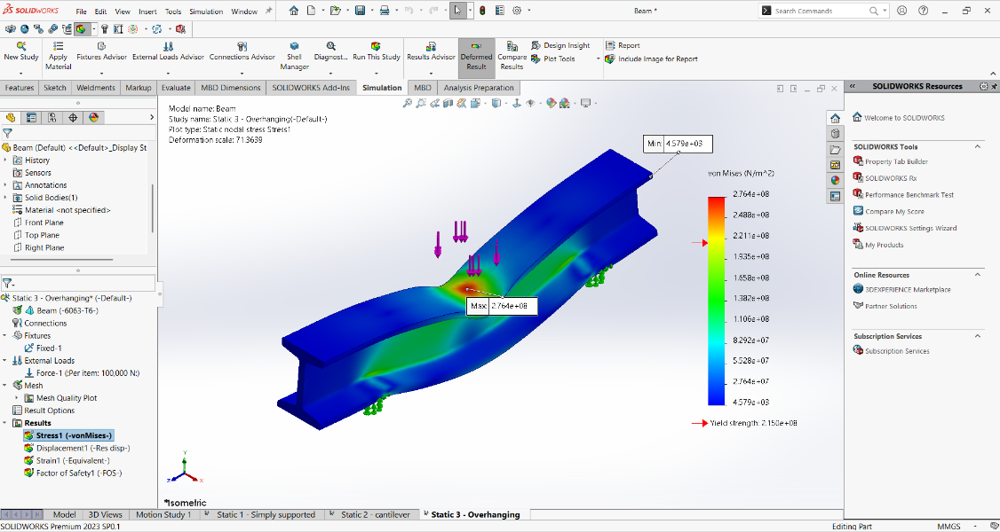 SOLIDWORKS File Edit View Insert Tools Simulation Window Beam * Search Commands
New Study Apply Material Fixtures Advisor External Loads Advisor Connections Advisor Shell Manager Diagnost... Run This Study Results Advisor Deformed Result Compare Results Design Insight Plot Tools Report Include Image for Report
Features Sketch Weldments Markup Evaluate MBD Dimensions SOLIDWORKS Add-Ins Simulation MBD Analysis Preparation
Beam (Default) <<Default>_Display St
History
Sensors
Annotations
Solid Bodies(1)
Material <not specified>
Front Plane
Top Plane
Right Plane
Static 3 - Overhanging* (-Default-)
Beam (-6063-T6-)
Connections
Fixtures
Fixed-1
External Loads
Force-1 (:Per item: 100,000 N:)
Mesh
Mesh Quality Plot
Result Options
Results
Stress1 (-vonMises-)
Displacement1 (-Res disp-)
Strain1 (-Equivalent-)
Factor of Safety1 (-FOS-)
Model name: Beam
Study name: Static 3 - Overhanging(-Default-)
Plot type: Static nodal stress Stress1
Deformation scale: 71.3639
Min: 4.579e+03
Max: 2.764e+08
von Mises (N/m^2)
2.764e+08
2.488e+08
2.211e+08
1.935e+08
1.658e+08
1.382e+08
1.106e+08
8.292e+07
5.528e+07
2.764e+07
4.579e+03
Yield strength: 2.150e+08
Y
Z
X
*Isometric
SOLIDWORKS Resources
Welcome to SOLIDWORKS
SOLIDWORKS Tools
Property Tab Builder
SOLIDWORKS Rx
Performance Benchmark Test
Compare My Score
SOLIDWORKS Settings Wizard
My Products
Online Resources
3DEXPERIENCE Marketplace
Partner Solutions
Subscription Services
Subscription Services
Model 3D Views Motion Study 1 Static 1 - Simply supported Static 2 - cantilever Static 3 - Overhanging
SOLIDWORKS Premium 2023 SP0.1 Editing Part MMGS